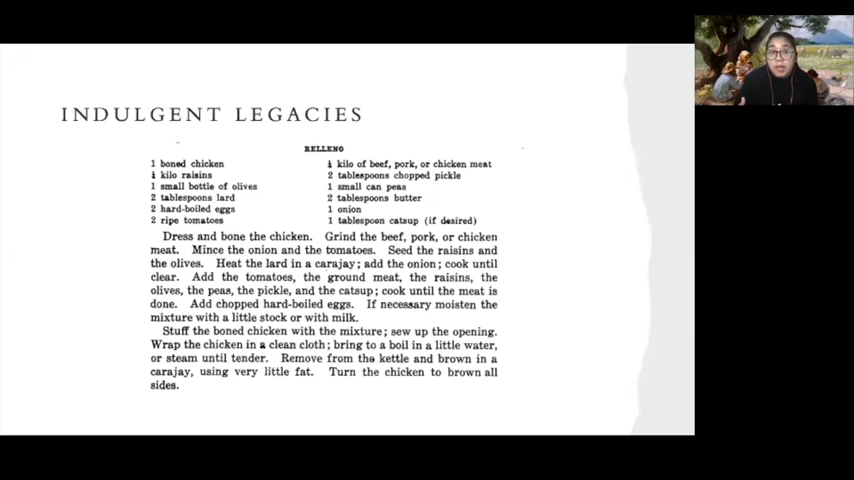 INDULGENT LEGACIES
RELLENO
1 boned chicken
kilo raisins
1 small bottle of olives
2 tablespoons lard
2 hard-boiled eggs
2 ripe tomatoes
kilo of beef, pork, or chicken meat
2 tablespoons chopped pickle
1 small can peas
2 tablespoons butter
1 onion
1 tablespoon catsup (if desired)
Dress and bone the chicken. Grind the beef, pork, or chicken
meat. Mince the onion and the tomatoes. Seed the raisins and
the olives. Heat the lard in a carajay; add the onion; cook until
clear. Add the tomatoes, the ground meat, the raisins, the
olives, the peas, the pickle, and the catsup; cook until the meat is
done. Add chopped hard-boiled eggs. If necessary moisten the
mixture with a little stock or with milk.
Stuff the boned chicken with the mixture; sew up the opening.
Wrap the chicken in a clean cloth; bring to a boil in a little water,
or steam until tender. Remove from the kettle and brown in a
carajay, using very little fat. Turn the chicken to brown all
sides.